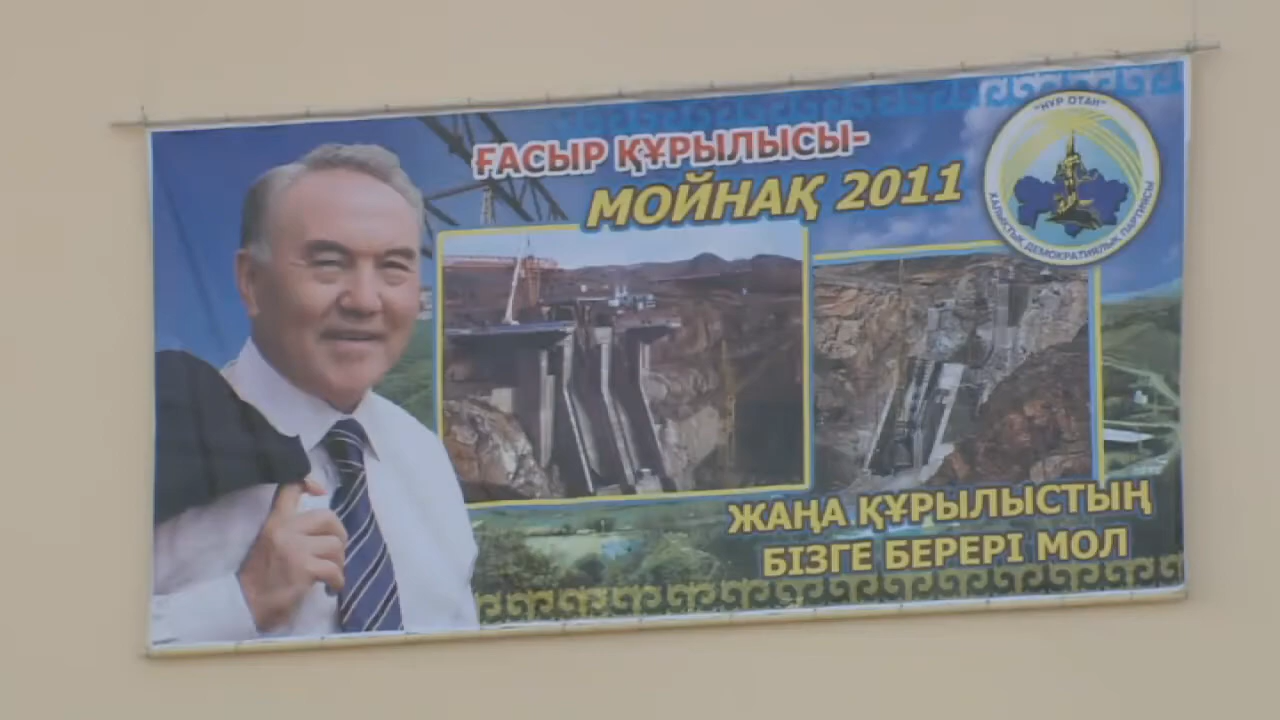 ҒАСЫР ҚҰРЫЛЫСЫ-
МОЙНАҚ 2011
"НҰР ОТАН"
ХАЛЫҚТЫҚ ДЕМОКРАТИЯЛЫҚ ПАРТИЯСЫ
ЖАҢА ҚҰРЫЛЫСТЫҢ
БІЗГЕ БЕРЕРІ МОЛ